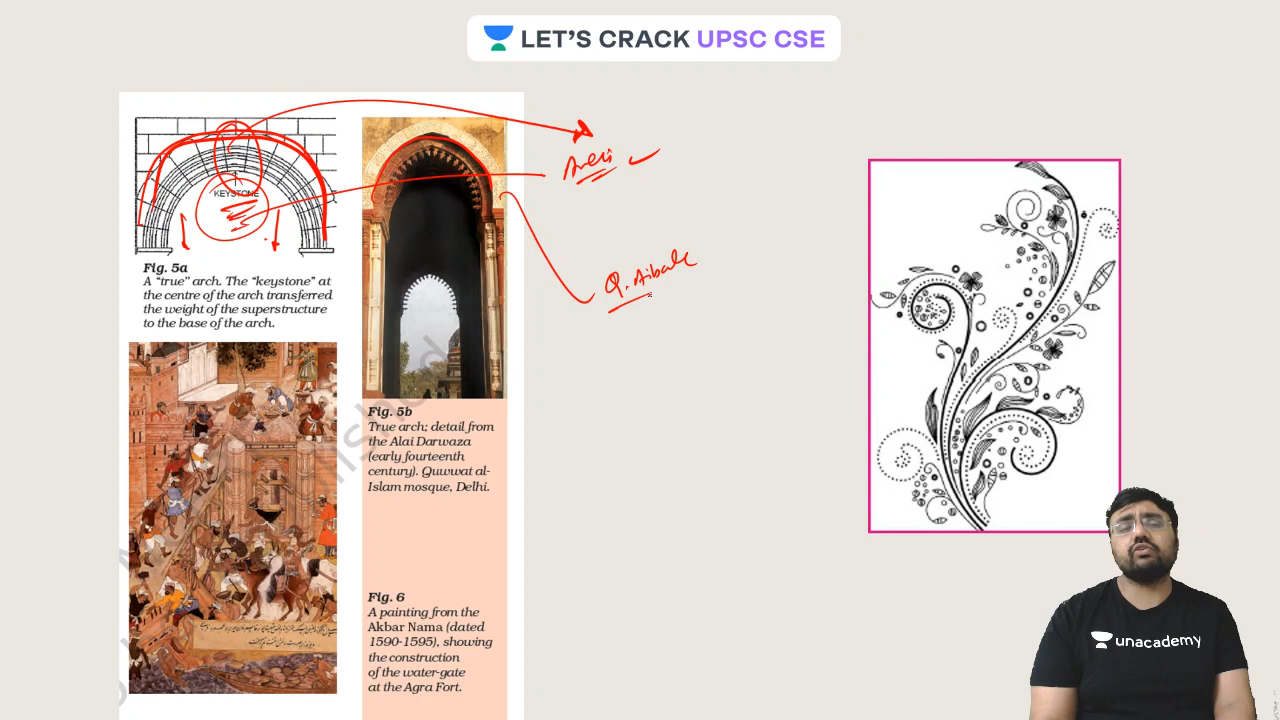 LET'S CRACK UPSC CSE
KEYSTONE
Fig. 5a
A "true" arch. The "keystone" at
the centre of the arch transferred
the weight of the superstructure
to the base of the arch.
Fig. 5b
True arch; detail from
the Alai Darwaza
(early fourteenth
century). Quwwat al-
Islam mosque, Delhi.
Fig. 6
A painting from the
Akbar Nama (dated
1590-1595), showing
the construction
of the water-gate
at the Agra Fort.
Q. Aibak
unacademy